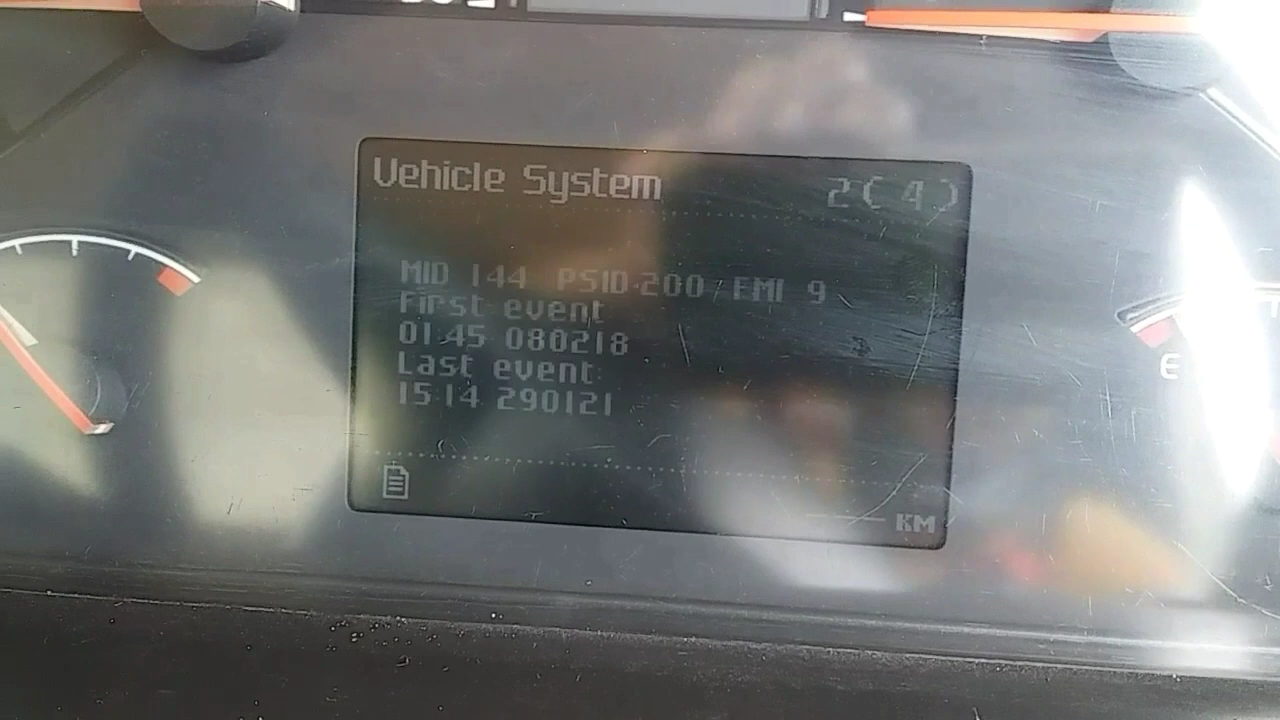 Vehicle System 2(4)
MID 144 PSID 200 FMI 9
First event
01:45 080218
Last event:
15:14 290121
KM
E